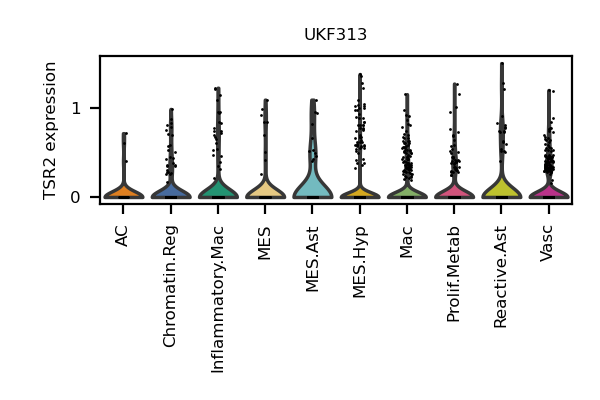 UKF313
TSR2 expression
1
0
AC
Chromatin.Reg
Inflammatory.Mac
MES
MES.Ast
MES.Hyp
Mac
Prolif.Metab
Reactive.Ast
Vasc